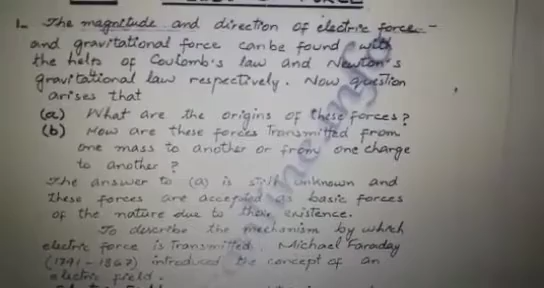 FORCE
1. The magnitude and direction of electric force -
and gravitational force can be found with
the help of Coulomb's law and Newton's
gravitational law respectively. Now question
arises that
(a) What are the origins of these forces?
(b) How are these forces Transmitted from
one mass to another or from one charge
to another ?
The answer to (a) is still unknown and
these forces are accepted as basic forces
of the nature due to their existence.
To describe the mechanism by which
electric force is Transmitted, Michael Faraday
(1791-1867) introduced the concept of an
electric field.